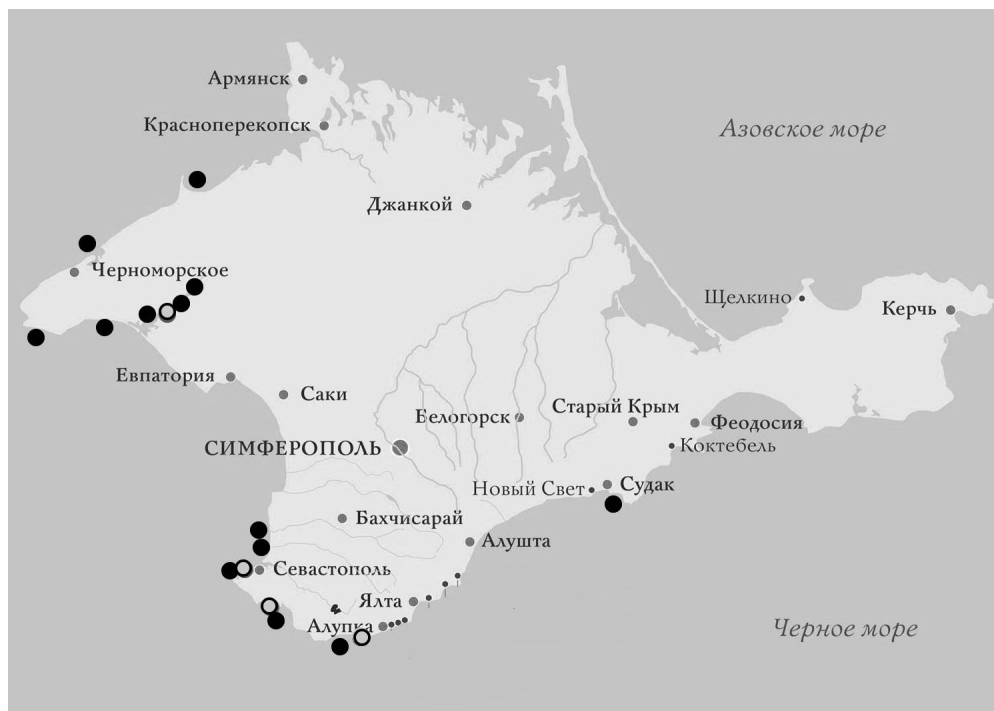 Армянск
Красноперекопск
Азовское море
Джанкой
Черноморское
Щелкино
Керчь
Евпатория
Саки
Белогорск
Старый Крым
Феодосия
СИМФЕРОПОЛЬ
Коктебель
Новый Свет
Судак
Бахчисарай
Алушта
Севастополь
Ялта
Алупка
Черное море